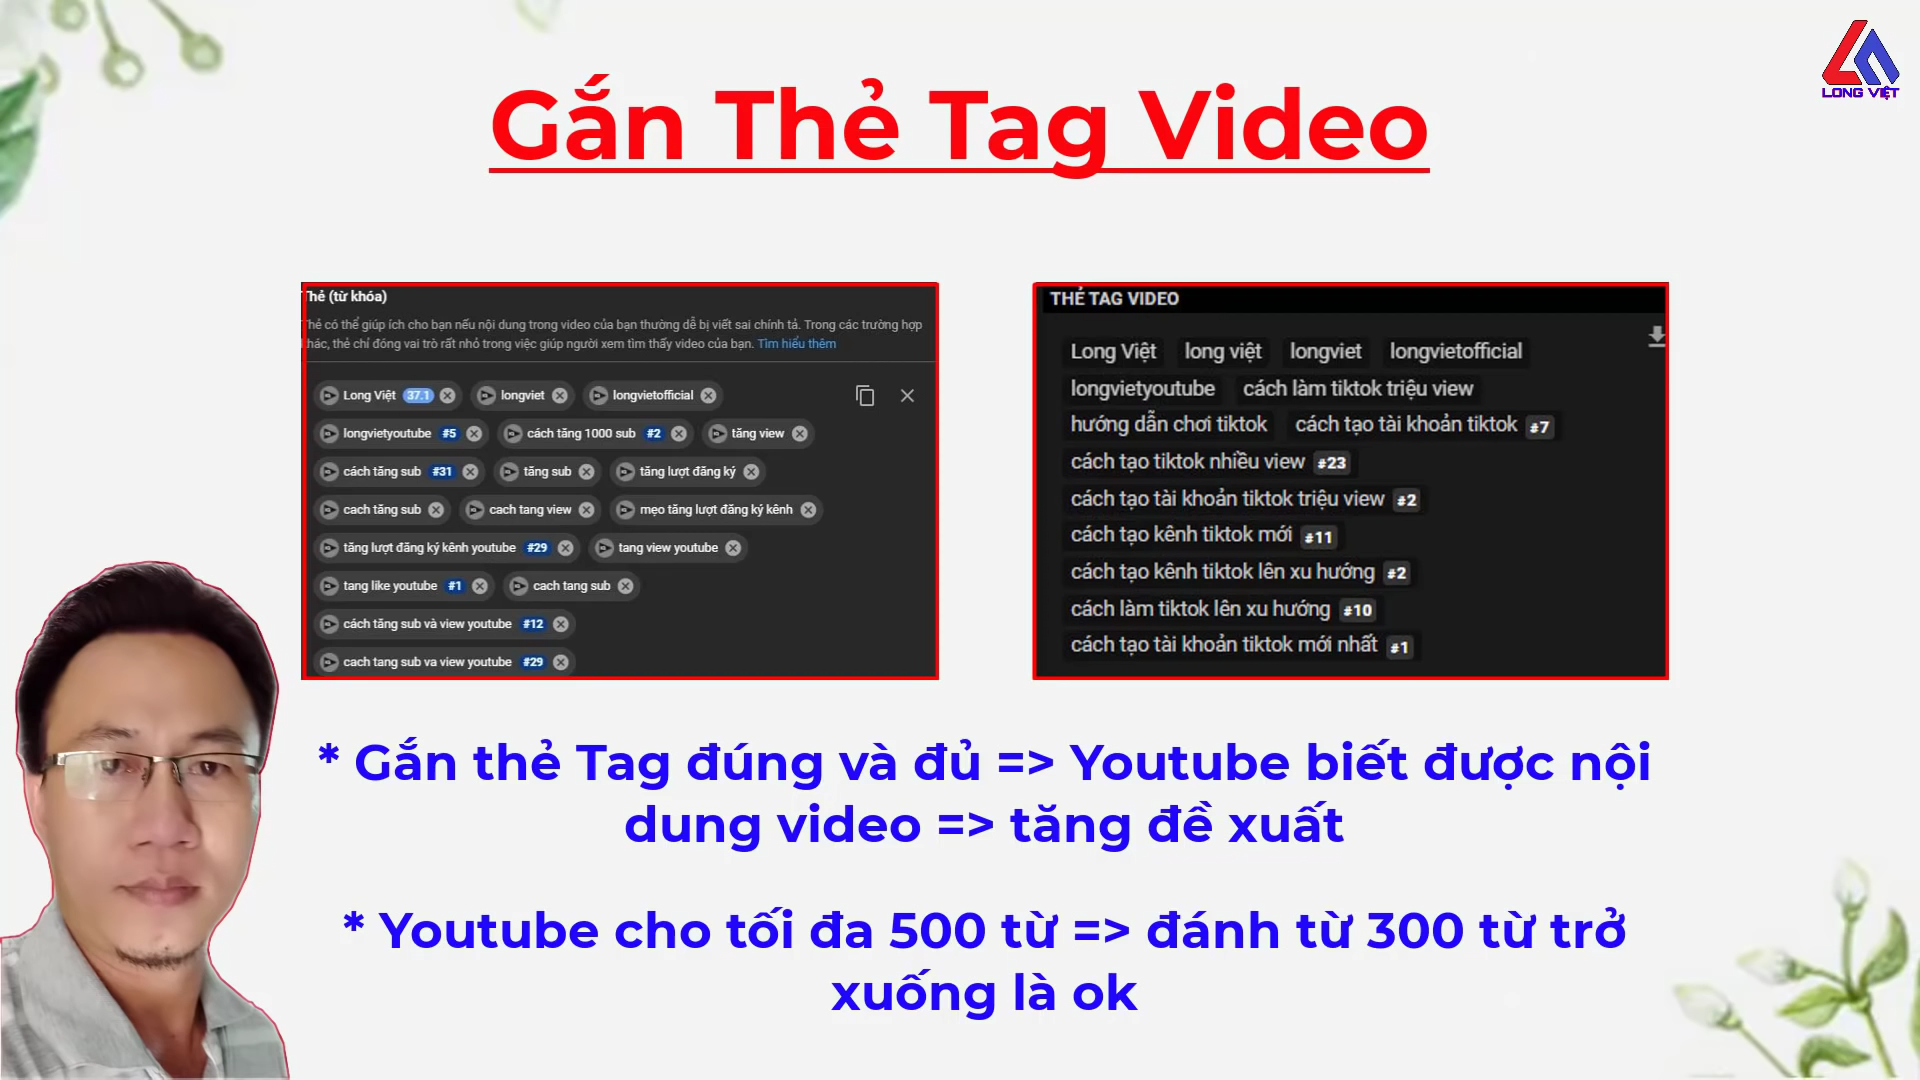 LONG VIỆT
Gắn Thẻ Tag Video
Thẻ (từ khóa)
Thẻ có thể giúp ích cho bạn nếu nội dung trong video của bạn thường dễ bị viết sai chính tả. Trong các trường hợp
khác, thẻ chỉ đóng vai trò rất nhỏ trong việc giúp người xem tìm thấy video của bạn. Tìm hiểu thêm
Long Việt 37.1 longviet longvietofficial
longvietyoutube #5 cách tăng 1000 sub #2 tăng view
cách tăng sub #31 tăng sub tăng lượt đăng ký
cach tăng sub cach tang view mẹo tăng lượt đăng ký kênh
tăng lượt đăng ký kênh youtube #29 tang view youtube
tang like youtube #1 cach tang sub
cách tăng sub và view youtube #12
cach tang sub va view youtube #29
THẺ TAG VIDEO
Long Việt long việt longviet longvietofficial
longvietyoutube cách làm tiktok triệu view
hướng dẫn chơi tiktok cách tạo tài khoản tiktok #7
cách tạo tiktok nhiều view #23
cách tạo tài khoản tiktok triệu view #2
cách tạo kênh tiktok mới #11
cách tạo kênh tiktok lên xu hướng #2
cách làm tiktok lên xu hướng #10
cách tạo tài khoản tiktok mới nhất #1
* Gắn thẻ Tag đúng và đủ => Youtube biết được nội
dung video => tăng đề xuất
* Youtube cho tối đa 500 từ => đánh từ 300 từ trở
xuống là ok